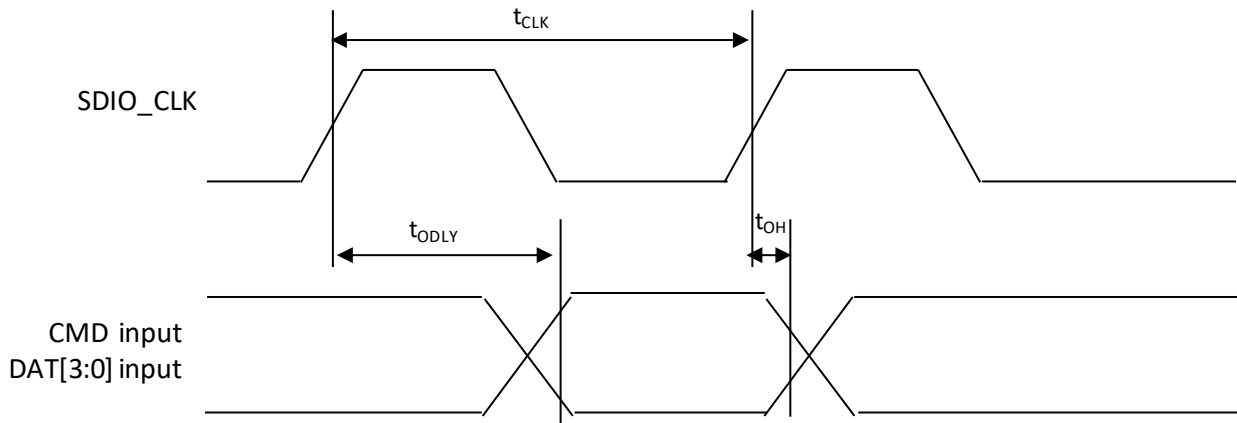 tCLK
SDIO_CLK
tODLY
tOH
CMD input
DAT[3:0] input